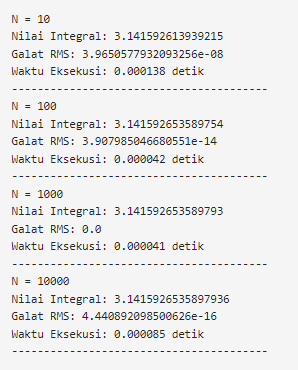 N = 10
Nilai Integral: 3.141592613939215
Galat RMS: 3.9650577932093256e-08
Waktu Eksekusi: 0.000138 detik
----------------------------------------
N = 100
Nilai Integral: 3.141592653589754
Galat RMS: 3.907985046680551e-14
Waktu Eksekusi: 0.000042 detik
----------------------------------------
N = 1000
Nilai Integral: 3.141592653589793
Galat RMS: 0.0
Waktu Eksekusi: 0.000041 detik
----------------------------------------
N = 10000
Nilai Integral: 3.1415926535897936
Galat RMS: 4.440892098500626e-16
Waktu Eksekusi: 0.000085 detik
----------------------------------------